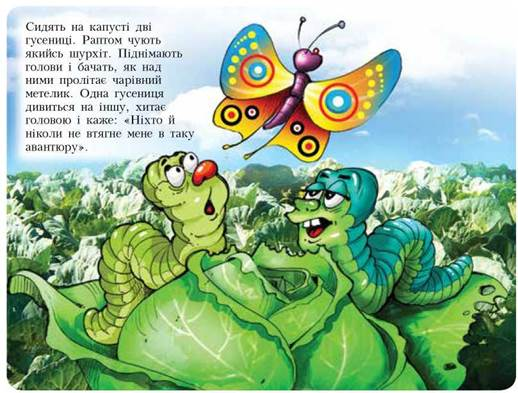 Сидять на капусті дві
гусениці. Раптом чують
якийсь шурхіт. Піднімають
голови і бачать, як над
ними пролітає чарівний
метелик. Одна гусениця
дивиться на іншу, хитає
головою і каже: «Ніхто й
ніколи не втягне мене в таку
авантюру».